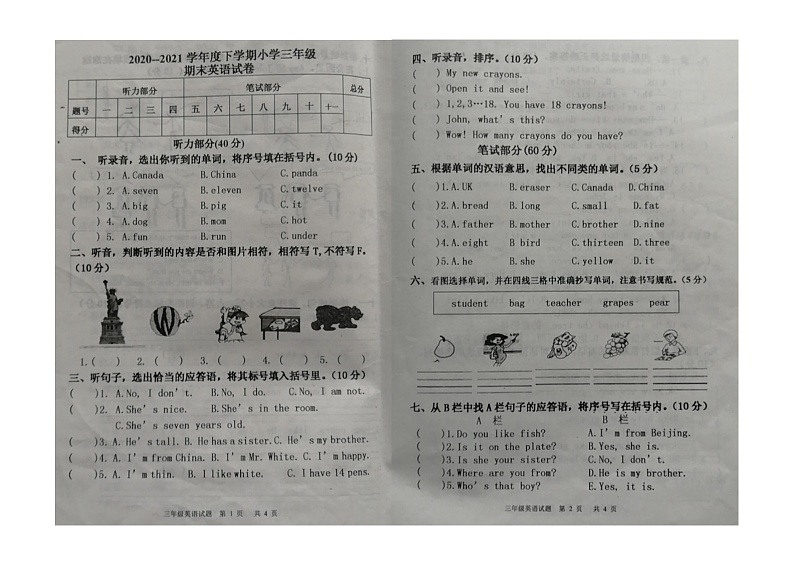 2020--2021 学年度下学期小学三年级
期末英语试卷
听力部分 笔试部分 总分
题号 一 二 三 四 五 六 七 八 九 十 十一
得分
听力部分(40分)
一、 听录音，选出你听到的单词，将序号填在括号内。(10分)
( ) 1. A.Canada B.China C.panda
( ) 2. A.seven B.eleven C.twelve
( ) 3. A.big B.pig C.it
( ) 4. A.dog B.mom C.hot
( ) 5. A.fun B.run C.under
二、听音，判断听到的内容是否和图片相符，相符写 T,不符写 F。
(10分)
1.( ) 2. ( ) 3. ( ) 4. ( ) 5. ( )
三、听句子，选出恰当的应答语，将其标号填入括号里。(10分)
( )1. A.No, I don't. B.No, I do. C.No, I am not.
( )2. A.She's nice. B.She's in the room.
C.She's seven years old.
( )3. A.He's tall. B. He has a sister. C. He's my brother.
( )4. A.I'm from China. B. I'm Mr. White. C. I'm happy.
( )5. A. I'm thin. B. I like white. C. I have 14 pens.
三年级英语试题 第 1 页 共 4 页
四、听录音，排序。(10分)
( ) My new crayons.
( ) Open it and see!
( ) 1,2,3…18. You have 18 crayons!
( ) John, what's this?
( ) Wow! How many crayons do you have?
笔试部分(60分)
五、根据单词的汉语意思，找出不同类的单词。(5分)
( )1.A.UK B.eraser C.Canada D.China
( )2.A.bread B.long C.small D.fat
( )3.A.father B.mother C.brother D.nine
( )4.A.eight B bird C.thirteen D.three
( )5.A.he B.she C.yellow D.it
六、看图选择单词，并在四线三格中准确抄写单词，注意书写规范。(5分)
student bag teacher grapes pear
七、从B栏中找A栏句子的应答语，将序号写在括号内。(10分)
A 栏 B 栏
( )1.Do you like fish? A.I'm from Beijing.
( )2.Is it on the plate? B.Yes, she is.
( )3.Is she your sister? C.No, I don't.
( )4.Where are you from? D.He is my brother.
( )5.Who's that boy? E.Yes, it is.
三年级英语试题 第 2 页 共 4 页